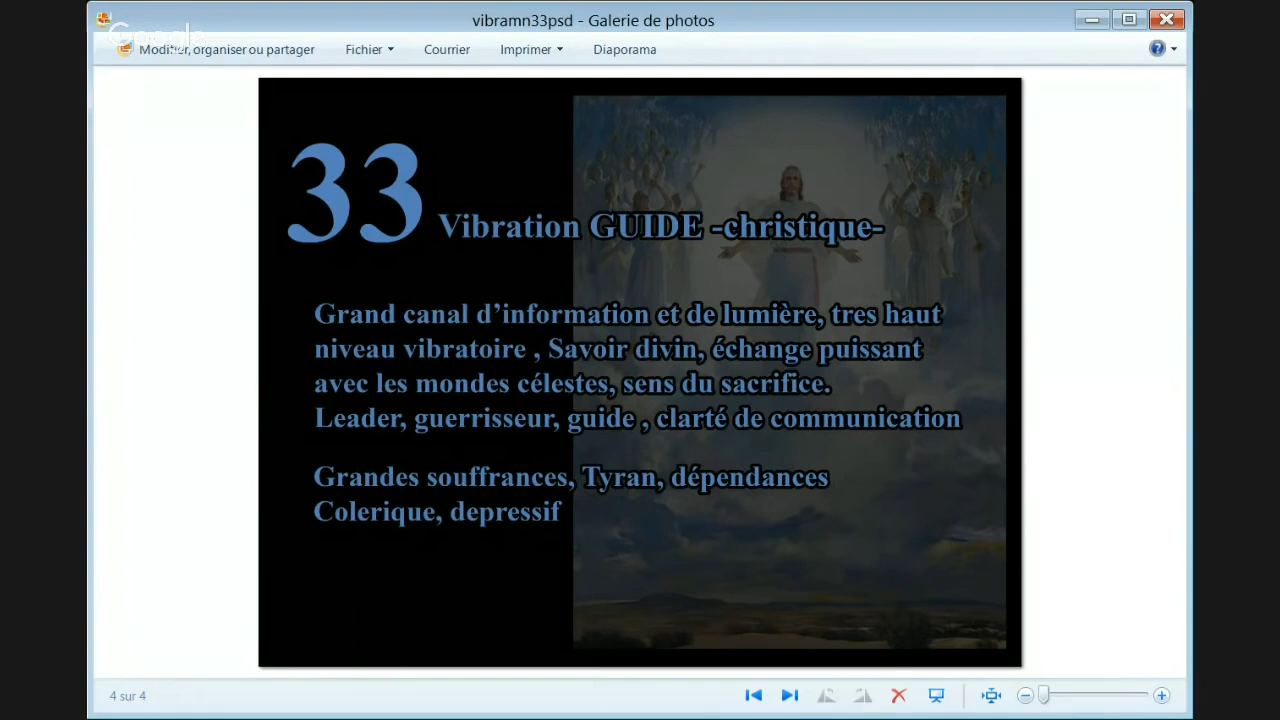 vibramn33psd - Galerie de photos
Google
Modifier, organiser ou partager Fichier Courrier Imprimer Diaporama
33 Vibration GUIDE -christique-
Grand canal d’information et de lumière, tres haut
niveau vibratoire , Savoir divin, échange puissant
avec les mondes célestes, sens du sacrifice.
Leader, guerrisseur, guide , clarté de communication
Grandes souffrances, Tyran, dépendances
Colerique, depressif
4 sur 4